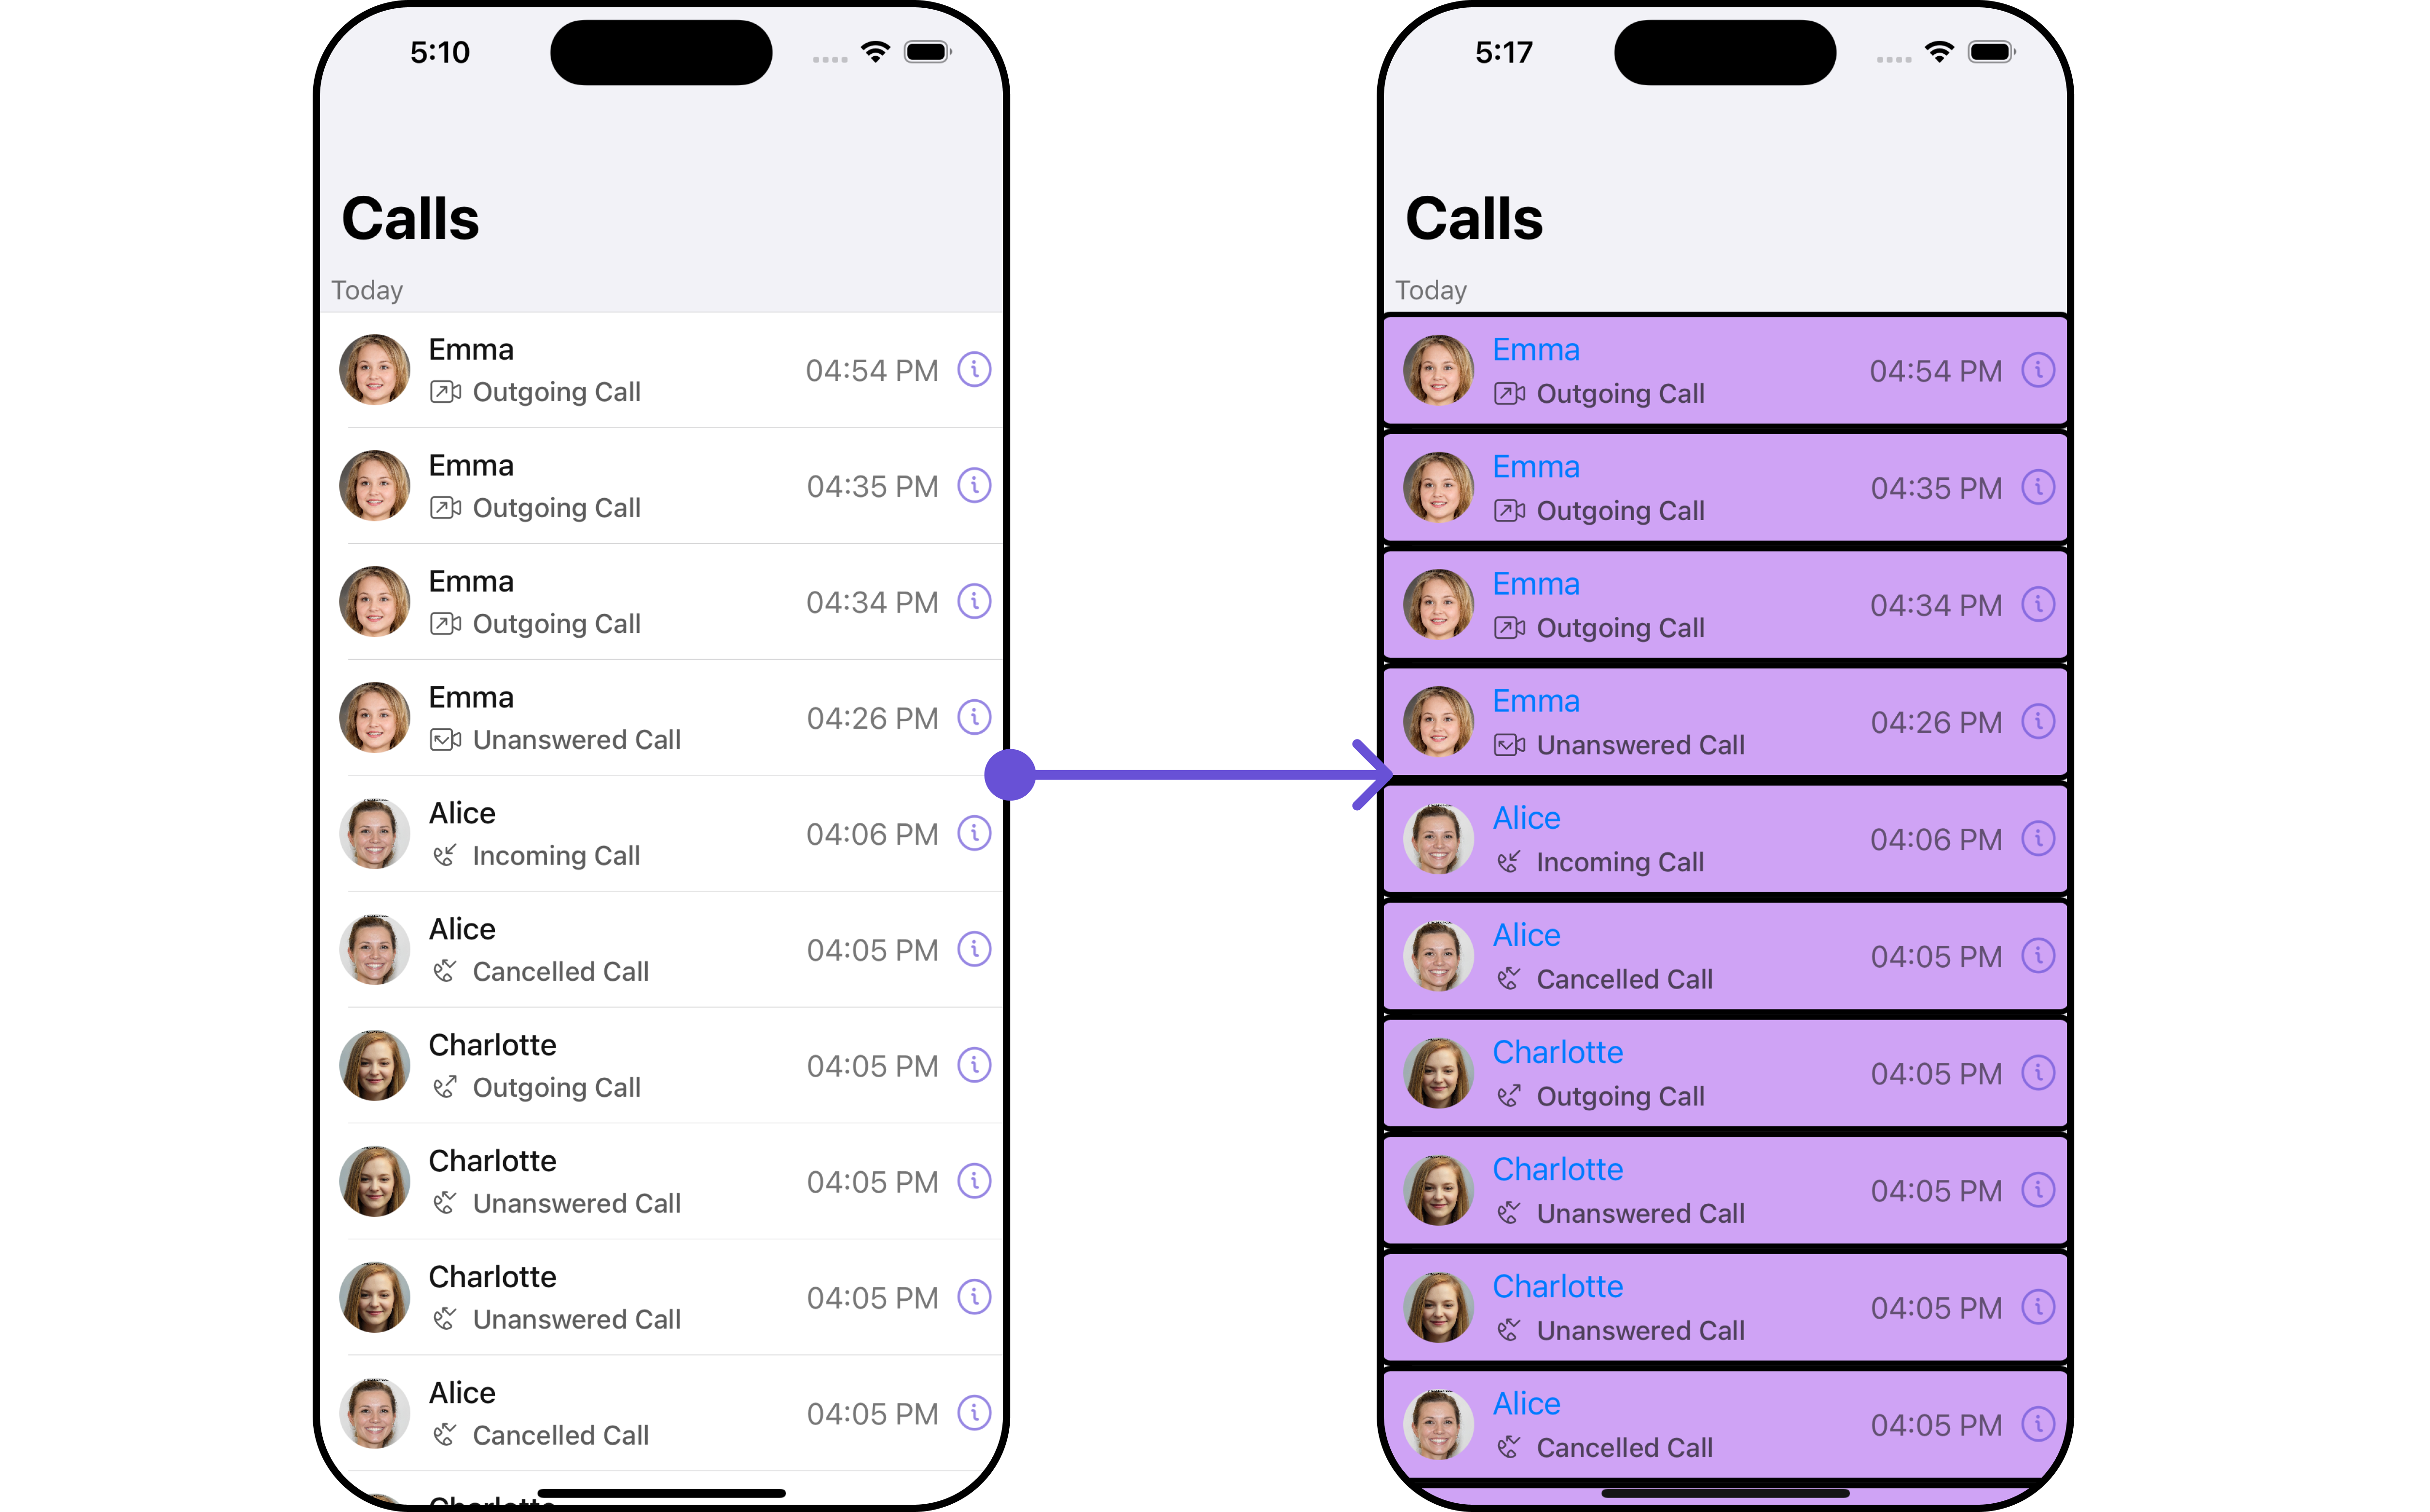 5:10
Calls
Today
Emma
Outgoing Call
04:54 PM
Emma
Outgoing Call
04:35 PM
Emma
Outgoing Call
04:34 PM
Emma
Unanswered Call
04:26 PM
Alice
Incoming Call
04:06 PM
Alice
Cancelled Call
04:05 PM
Charlotte
Outgoing Call
04:05 PM
Charlotte
Unanswered Call
04:05 PM
Charlotte
Unanswered Call
04:05 PM
Alice
Cancelled Call
04:05 PM
Charlotte
5:17
Calls
Today
Emma
Outgoing Call
04:54 PM
Emma
Outgoing Call
04:35 PM
Emma
Outgoing Call
04:34 PM
Emma
Unanswered Call
04:26 PM
Alice
Incoming Call
04:06 PM
Alice
Cancelled Call
04:05 PM
Charlotte
Outgoing Call
04:05 PM
Charlotte
Unanswered Call
04:05 PM
Charlotte
Unanswered Call
04:05 PM
Alice
Cancelled Call
04:05 PM